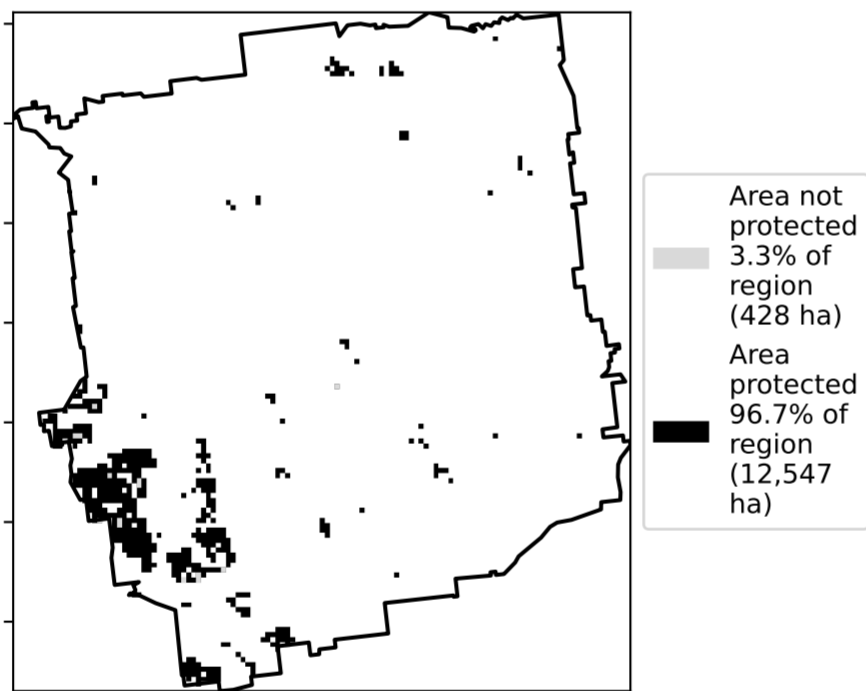 Area not
protected
3.3% of
region
(428 ha)
Area
protected
96.7% of
region
(12,547
ha)